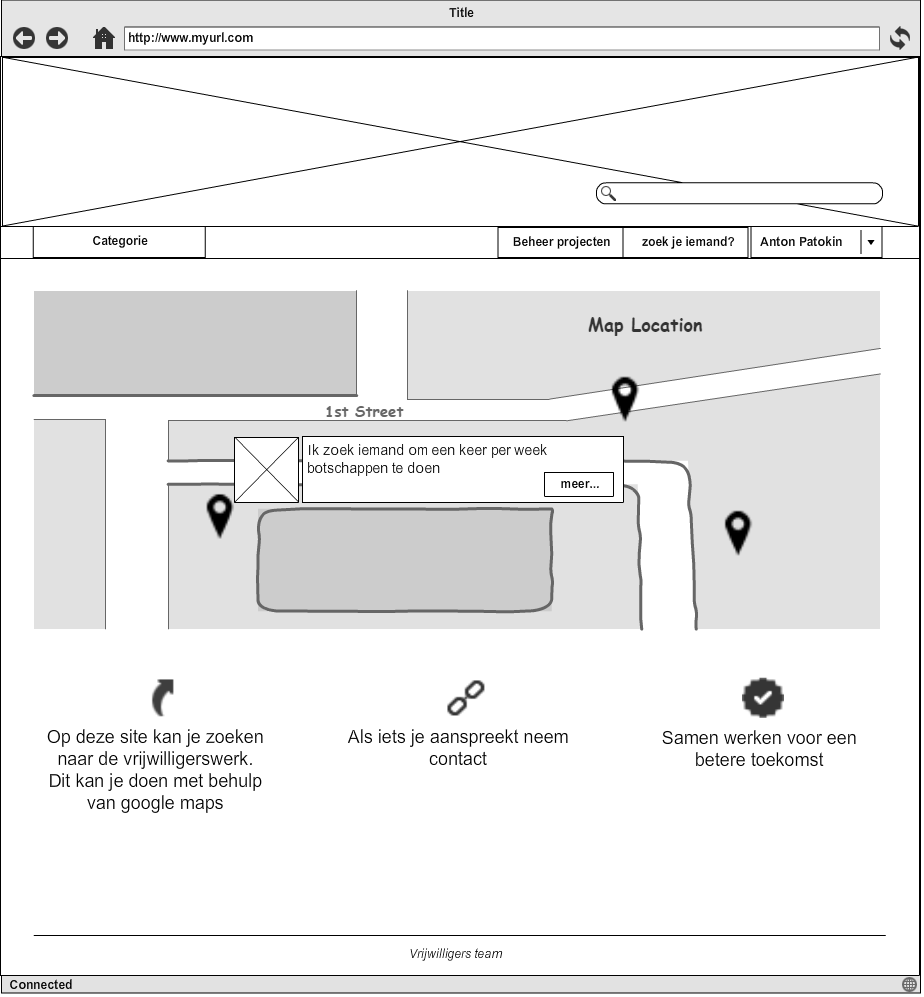 Title
http://www.myurl.com
Categorie
Beheer projecten
zoek je iemand?
Anton Patokin
Map Location
1st Street
Ik zoek iemand om een keer per week
botschappen te doen
meer...
Op deze site kan je zoeken
naar de vrijwilligerswerk.
Dit kan je doen met behulp
van google maps
Als iets je aanspreekt neem
contact
Samen werken voor een
betere toekomst
Vrijwilligers team
Connected